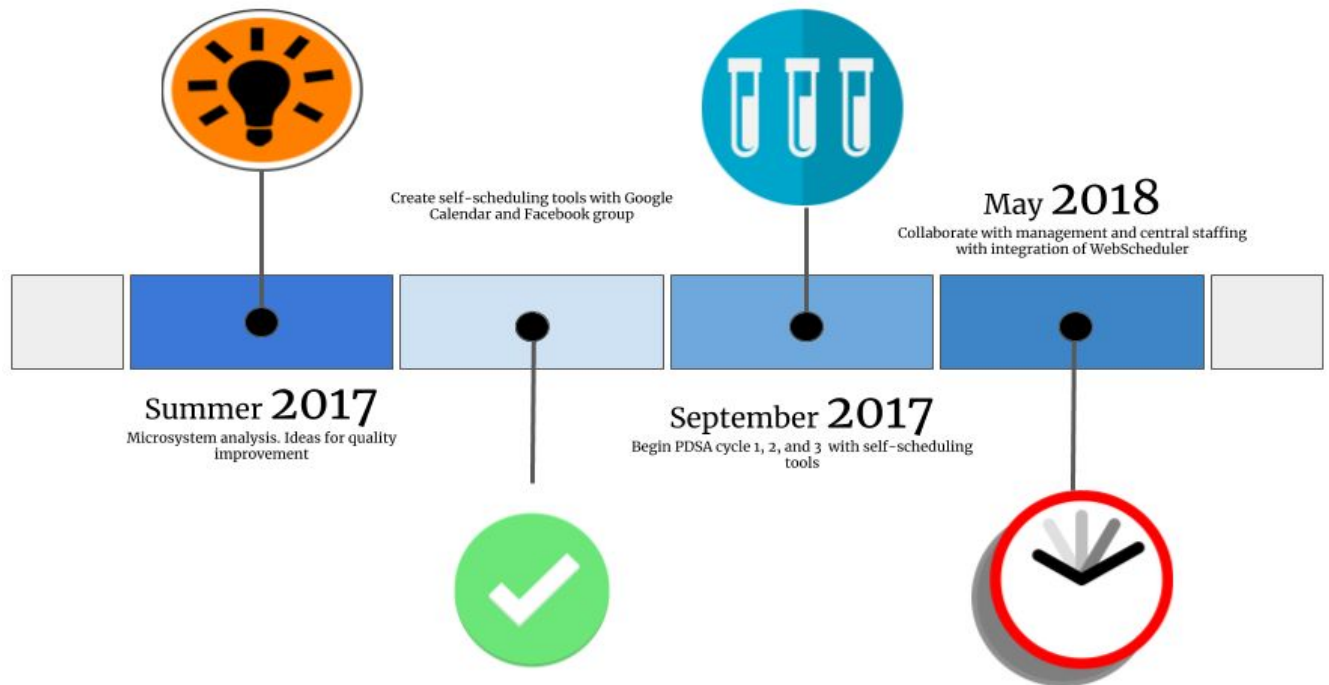 Summer 2017
Microsystem analysis. Ideas for quality
improvement
Create self-scheduling tools with Google
Calendar and Facebook group
September 2017
Begin PDSA cycle 1, 2, and 3 with self-scheduling
tools
May 2018
Collaborate with management and central staffing
with integration of WebScheduler